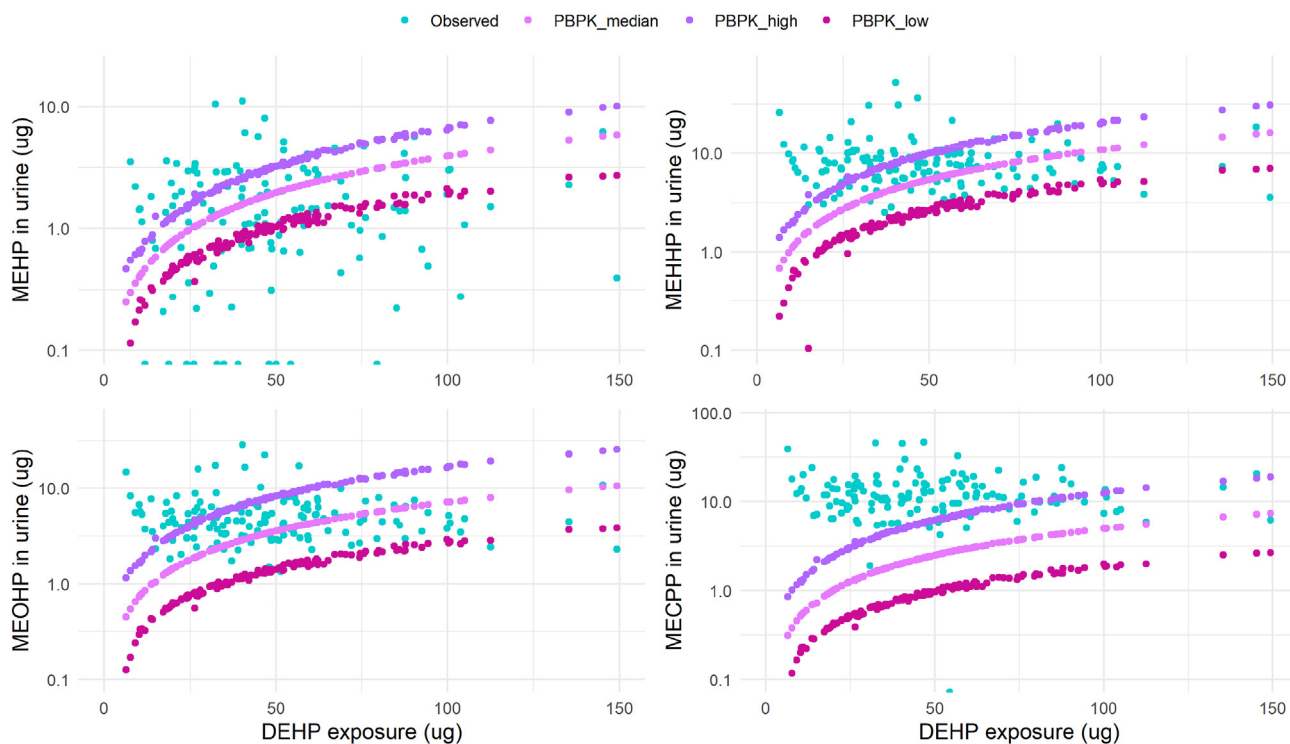 Observed PBPK_median PBPK_high PBPK_low
MEHP in urine (ug)
10.0
1.0
0.1
0 50 100 150
MEHHP in urine (ug)
10.0
1.0
0.1
0 50 100 150
MEOHP in urine (ug)
10.0
1.0
0.1
0 50 100 150
DEHP exposure (ug)
MECPP in urine (ug)
100.0
10.0
1.0
0.1
0 50 100 150
DEHP exposure (ug)